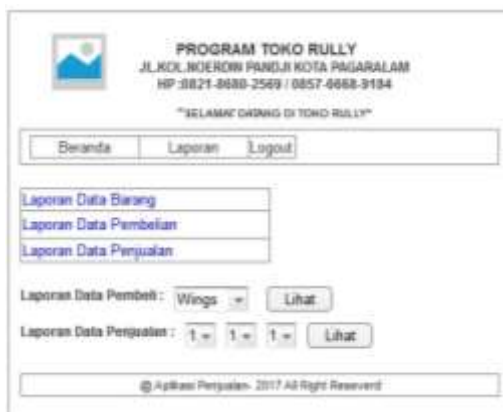 PROGRAM TOKO RULLY
JL.KOL.NOERDIN PANDJI KOTA PAGARALAM
HP :0821-8680-2569 / 0857-6668-9184
"SELAMAT DATANG DI TOKO RULLY"
Beranda Laporan Logout
Laporan Data Barang
Laporan Data Pembelian
Laporan Data Penjualan
Laporan Data Pembeli : Wings Lihat
Laporan Data Penjualan : 1 1 1 Lihat
@ Aplikasi Penjualan- 2017 All Right Reserverd